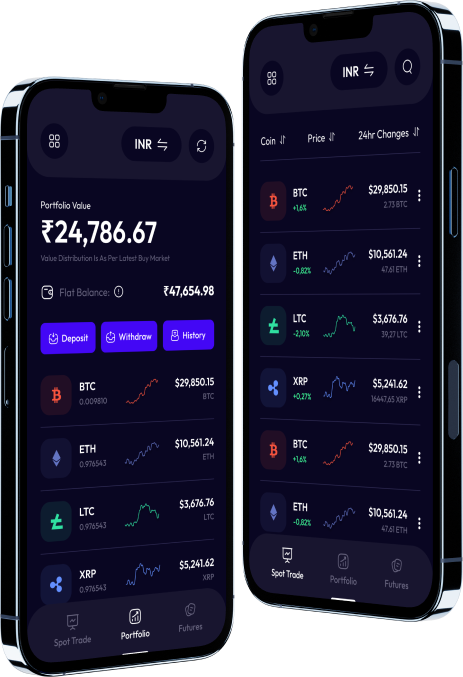 INR
Portfolio Value
₹24,786.67
Value Distribution Is As Per Latest Buy Market
Flat Balance:
₹47,654.98
Deposit
Withdraw
History
BTC
0.009810
$29,850.15
BTC
ETH
0.976543
$10,561.24
ETH
LTC
0.976543
$3,676.76
LTC
XRP
0.976543
$5,241.62
XRP
Spot Trade
Portfolio
Futures
INR
Coin
Price
24hr Changes
BTC
+1,6%
$29,850.15
2.73 BTC
ETH
-0,82%
$10,561.24
47.61 ETH
LTC
-2,10%
$3,676.76
39,27 LTC
XRP
+0,27%
$5,241.62
16447,65 XRP
BTC
+1,6%
$29,850.15
2.73 BTC
ETH
-0,82%
$10,561.24
47.61 ETH
Spot Trade
Portfolio
Futures